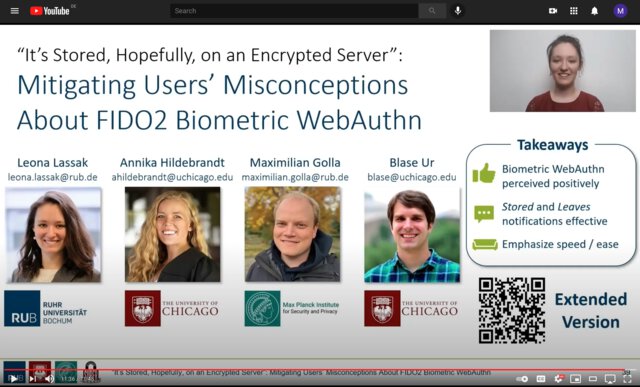 YouTube DE
Search
M
“It’s Stored, Hopefully, on an Encrypted Server”:
Mitigating Users’ Misconceptions
About FIDO2 Biometric WebAuthn
Leona Lassak
leona.lassak@rub.de
Annika Hildebrandt
ahildebrandt@uchicago.edu
Maximilian Golla
maximilian.golla@rub.de
Blase Ur
blase@uchicago.edu
Takeaways
Biometric WebAuthn
perceived positively
Stored and Leaves
notifications effective
Emphasize speed / ease
RUB
RUHR
UNIVERSITÄT
BOCHUM
THE UNIVERSITY OF
CHICAGO
Max Planck Institute
for Security and Privacy
THE UNIVERSITY OF
CHICAGO
Extended
Version
"It's Stored, Hopefully, on an Encrypted Server": Mitigating Users' Misconceptions About FIDO2 Biometric WebAuthn